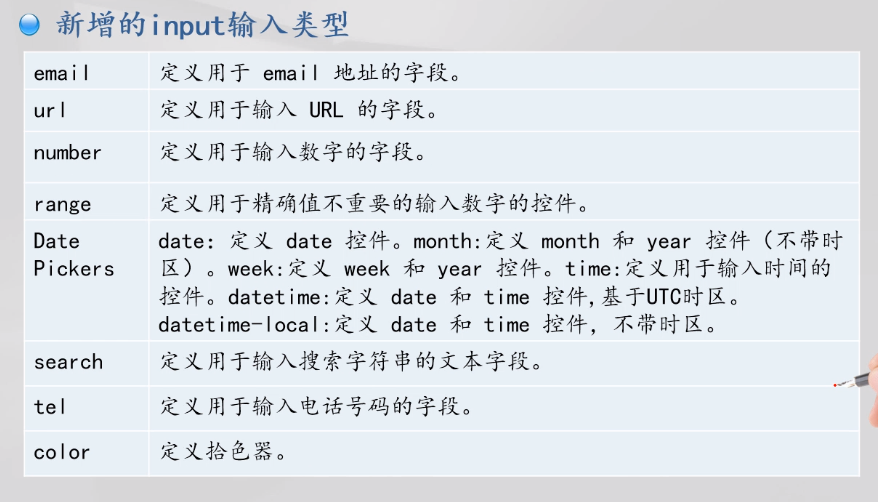 新增的input输入类型
email 定义用于 email 地址的字段。
url 定义用于输入 URL 的字段。
number 定义用于输入数字的字段。
range 定义用于精确值不重要的输入数字的控件。
Date Pickers
date: 定义 date 控件。month:定义 month 和 year 控件（不带时
区）。week:定义 week 和 year 控件。time:定义用于输入时间的
控件。datetime:定义 date 和 time 控件,基于UTC时区。
datetime-local:定义 date 和 time 控件, 不带时区。
search 定义用于输入搜索字符串的文本字段。
tel 定义用于输入电话号码的字段。
color 定义拾色器。